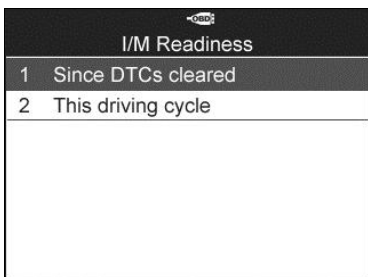 OBD
I/M Readiness
1 Since DTCs cleared
2 This driving cycle